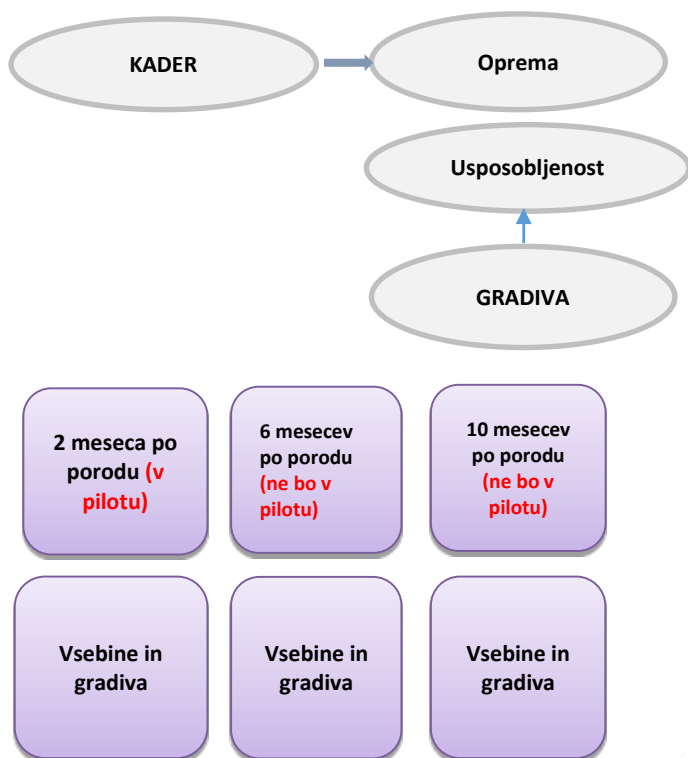 KADER
Oprema
Usposobljenost
GRADIVA
2 meseca po
porodu (v
pilotu)
6 mesecev
po porodu
(ne bo v
pilotu)
10 mesecev
po porodu
(ne bo v
pilotu)
Vsebine in
gradiva
Vsebine in
gradiva
Vsebine in
gradiva